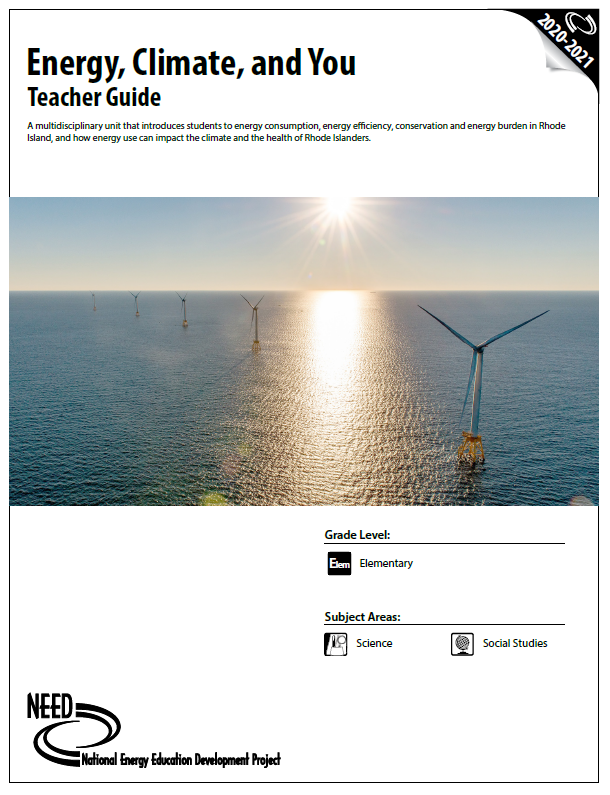 2020-2021
Energy, Climate, and You
Teacher Guide
A multidisciplinary unit that introduces students to energy consumption, energy efficiency, conservation and energy burden in Rhode
Island, and how energy use can impact the climate and the health of Rhode Islanders.
Grade Level:
Elem Elementary
Subject Areas:
Science Social Studies
NEED
National Energy Education Development Project